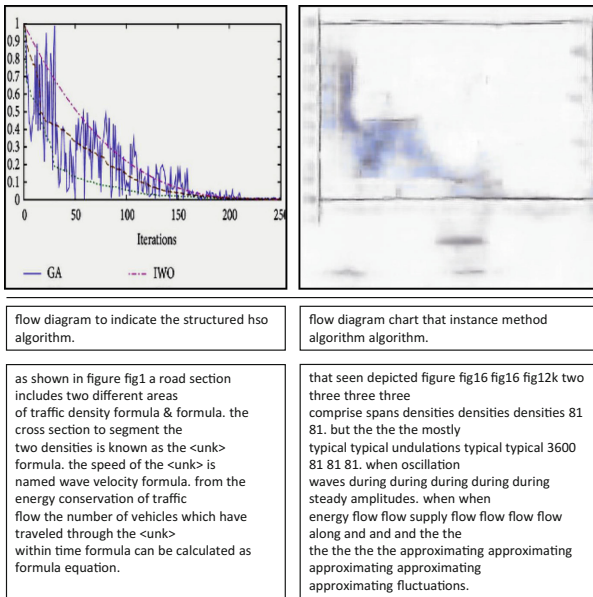 1
0.9
0.8
0.7
0.6
0.5
0.4
0.3
0.2
0.1
0
0 50 100 150 200 250
Iterations
GA IWO
flow diagram to indicate the structured hso
algorithm.
flow diagram chart that instance method
algorithm algorithm.
as shown in figure fig1 a road section
includes two different areas
of traffic density formula & formula. the
cross section to segment the
two densities is known as the <unk>
formula. the speed of the <unk> is
named wave velocity formula. from the
energy conservation of traffic
flow the number of vehicles which have
traveled through the <unk>
within time formula can be calculated as
formula equation.
that seen depicted figure fig16 fig16 fig12k two
three three three
comprise spans densities densities densities 81
81. but the the the mostly
typical typical undulations typical typical 3600
81 81 81. when oscillation
waves during during during during during
steady amplitudes. when when
energy flow flow supply flow flow flow flow
along and and and the the
the the the the approximating approximating
approximating approximating
approximating fluctuations.